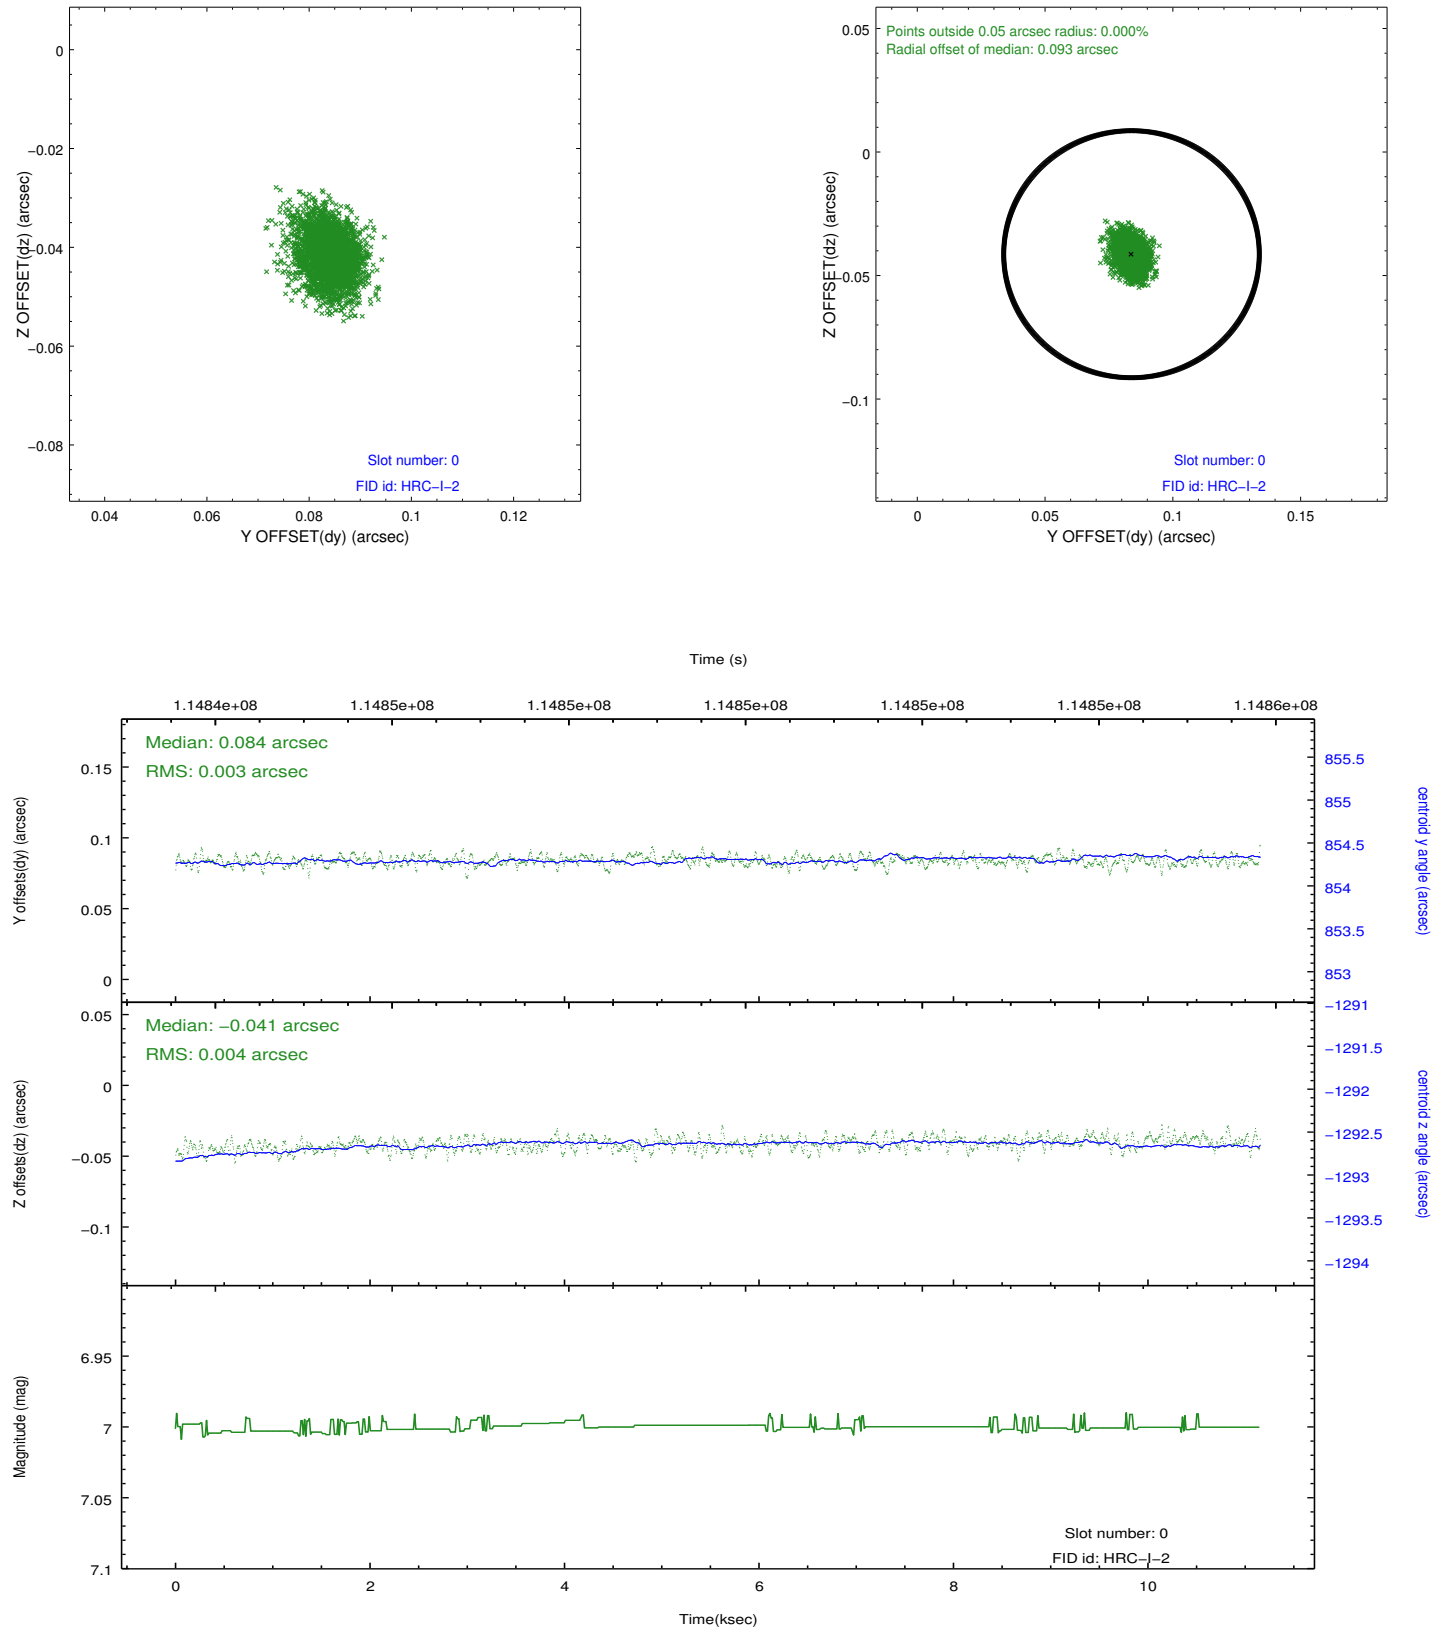 0
−0.02
−0.04
−0.06
−0.08
Z OFFSET(dz) (arcsec)
Slot number: 0
FID id: HRC−I−2
0.04 0.06 0.08 0.1 0.12
Y OFFSET(dy) (arcsec)
Points outside 0.05 arcsec radius: 0.000%
Radial offset of median: 0.093 arcsec
0.05
0
−0.05
−0.1
Z OFFSET(dz) (arcsec)
Slot number: 0
FID id: HRC−I−2
0 0.05 0.1 0.15
Y OFFSET(dy) (arcsec)
Time (s)
1.1484e+08 1.1485e+08 1.1485e+08 1.1485e+08 1.1485e+08 1.1485e+08 1.1486e+08
Median: 0.084 arcsec
RMS: 0.003 arcsec
0.15
0.1
0.05
0
Y offsets(dy) (arcsec)
855.5
855
854.5
854
853.5
853
centroid y angle (arcsec)
Median: −0.041 arcsec
RMS: 0.004 arcsec
0.05
0
−0.05
−0.1
Z offsets(dz) (arcsec)
−1291
−1291.5
−1292
−1292.5
−1293
−1293.5
−1294
centroid z angle (arcsec)
6.95
7
7.05
7.1
Magnitude (mag)
Slot number: 0
FID id: HRC−I−2
0 2 4 6 8 10
Time(ksec)